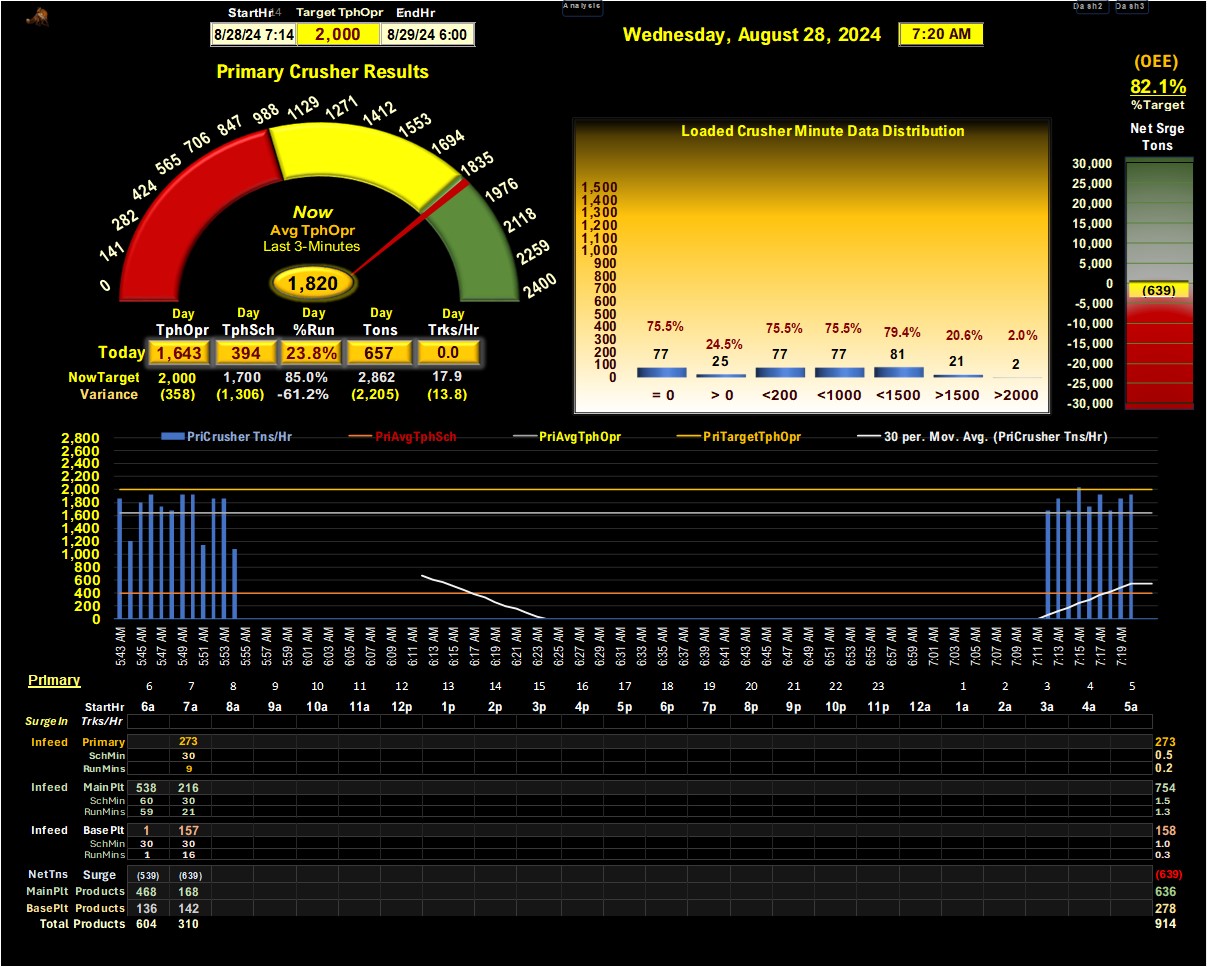 Analysis
Dash2 Dash3
StartHr 14 Target TphOpr EndHr
8/28/24 7:14 2,000 8/29/24 6:00
Wednesday, August 28, 2024 7:20 AM
(OEE)
82.1%
%Target
Net Srge
Tons
Primary Crusher Results
0 141 282 424 565 706 847 988 1129 1271 1412 1553 1694 1835 1976 2118 2259 2400
Now
Avg TphOpr
Last 3-Minutes
1,820
Day Day Day Day Day
TphOpr TphSch %Run Tons Trks/Hr
Today 1,643 394 23.8% 657 0.0
NowTarget 2,000 1,700 85.0% 2,862 17.9
Variance (358) (1,306) -61.2% (2,205) (13.8)
Loaded Crusher Minute Data Distribution
1,500
1,400
1,300
1,200
1,100
1,000
900
800
700
600
500
400
300
200
100
0
75.5% 24.5% 75.5% 75.5% 79.4% 20.6% 2.0%
77 25 77 77 81 21 2
= 0 > 0 <200 <1000 <1500 >1500 >2000
30,000
25,000
20,000
15,000
10,000
5,000
0
(639)
-5,000
-10,000
-15,000
-20,000
-25,000
-30,000
PriCrusher Tns/Hr PriAvgTphSch PriAvgTphOpr PriTargetTphOpr 30 per. Mov. Avg. (PriCrusher Tns/Hr)
2,800
2,600
2,400
2,200
2,000
1,800
1,600
1,400
1,200
1,000
800
600
400
200
0
5:43 AM 5:45 AM 5:47 AM 5:49 AM 5:51 AM 5:53 AM 5:55 AM 5:57 AM 5:59 AM 6:01 AM 6:03 AM 6:05 AM 6:07 AM 6:09 AM 6:11 AM 6:13 AM 6:15 AM 6:17 AM 6:19 AM 6:21 AM 6:23 AM 6:25 AM 6:27 AM 6:29 AM 6:31 AM 6:33 AM 6:35 AM 6:37 AM 6:39 AM 6:41 AM 6:43 AM 6:45 AM 6:47 AM 6:49 AM 6:51 AM 6:53 AM 6:55 AM 6:57 AM 6:59 AM 7:01 AM 7:03 AM 7:05 AM 7:07 AM 7:09 AM 7:11 AM 7:13 AM 7:15 AM 7:17 AM 7:19 AM
Primary
6 7 8 9 10 11 12 13 14 15 16 17 18 19 20 21 22 23 1 2 3 4 5
StartHr 6a 7a 8a 9a 10a 11a 12p 1p 2p 3p 4p 5p 6p 7p 8p 9p 10p 11p 12a 1a 2a 3a 4a 5a
SurgeIn Trks/Hr
Infeed Primary 273 273
SchMin 30 0.5
RunMins 9 0.2
Infeed Main Plt 538 216 754
SchMin 60 30 1.5
RunMins 59 21 1.3
Infeed Base Plt 1 157 158
SchMin 30 30 1.0
RunMins 1 16 0.3
NetTns Surge (539) (639) (639)
MainPlt Products 468 168 636
BasePlt Products 136 142 278
Total Products 604 310 914